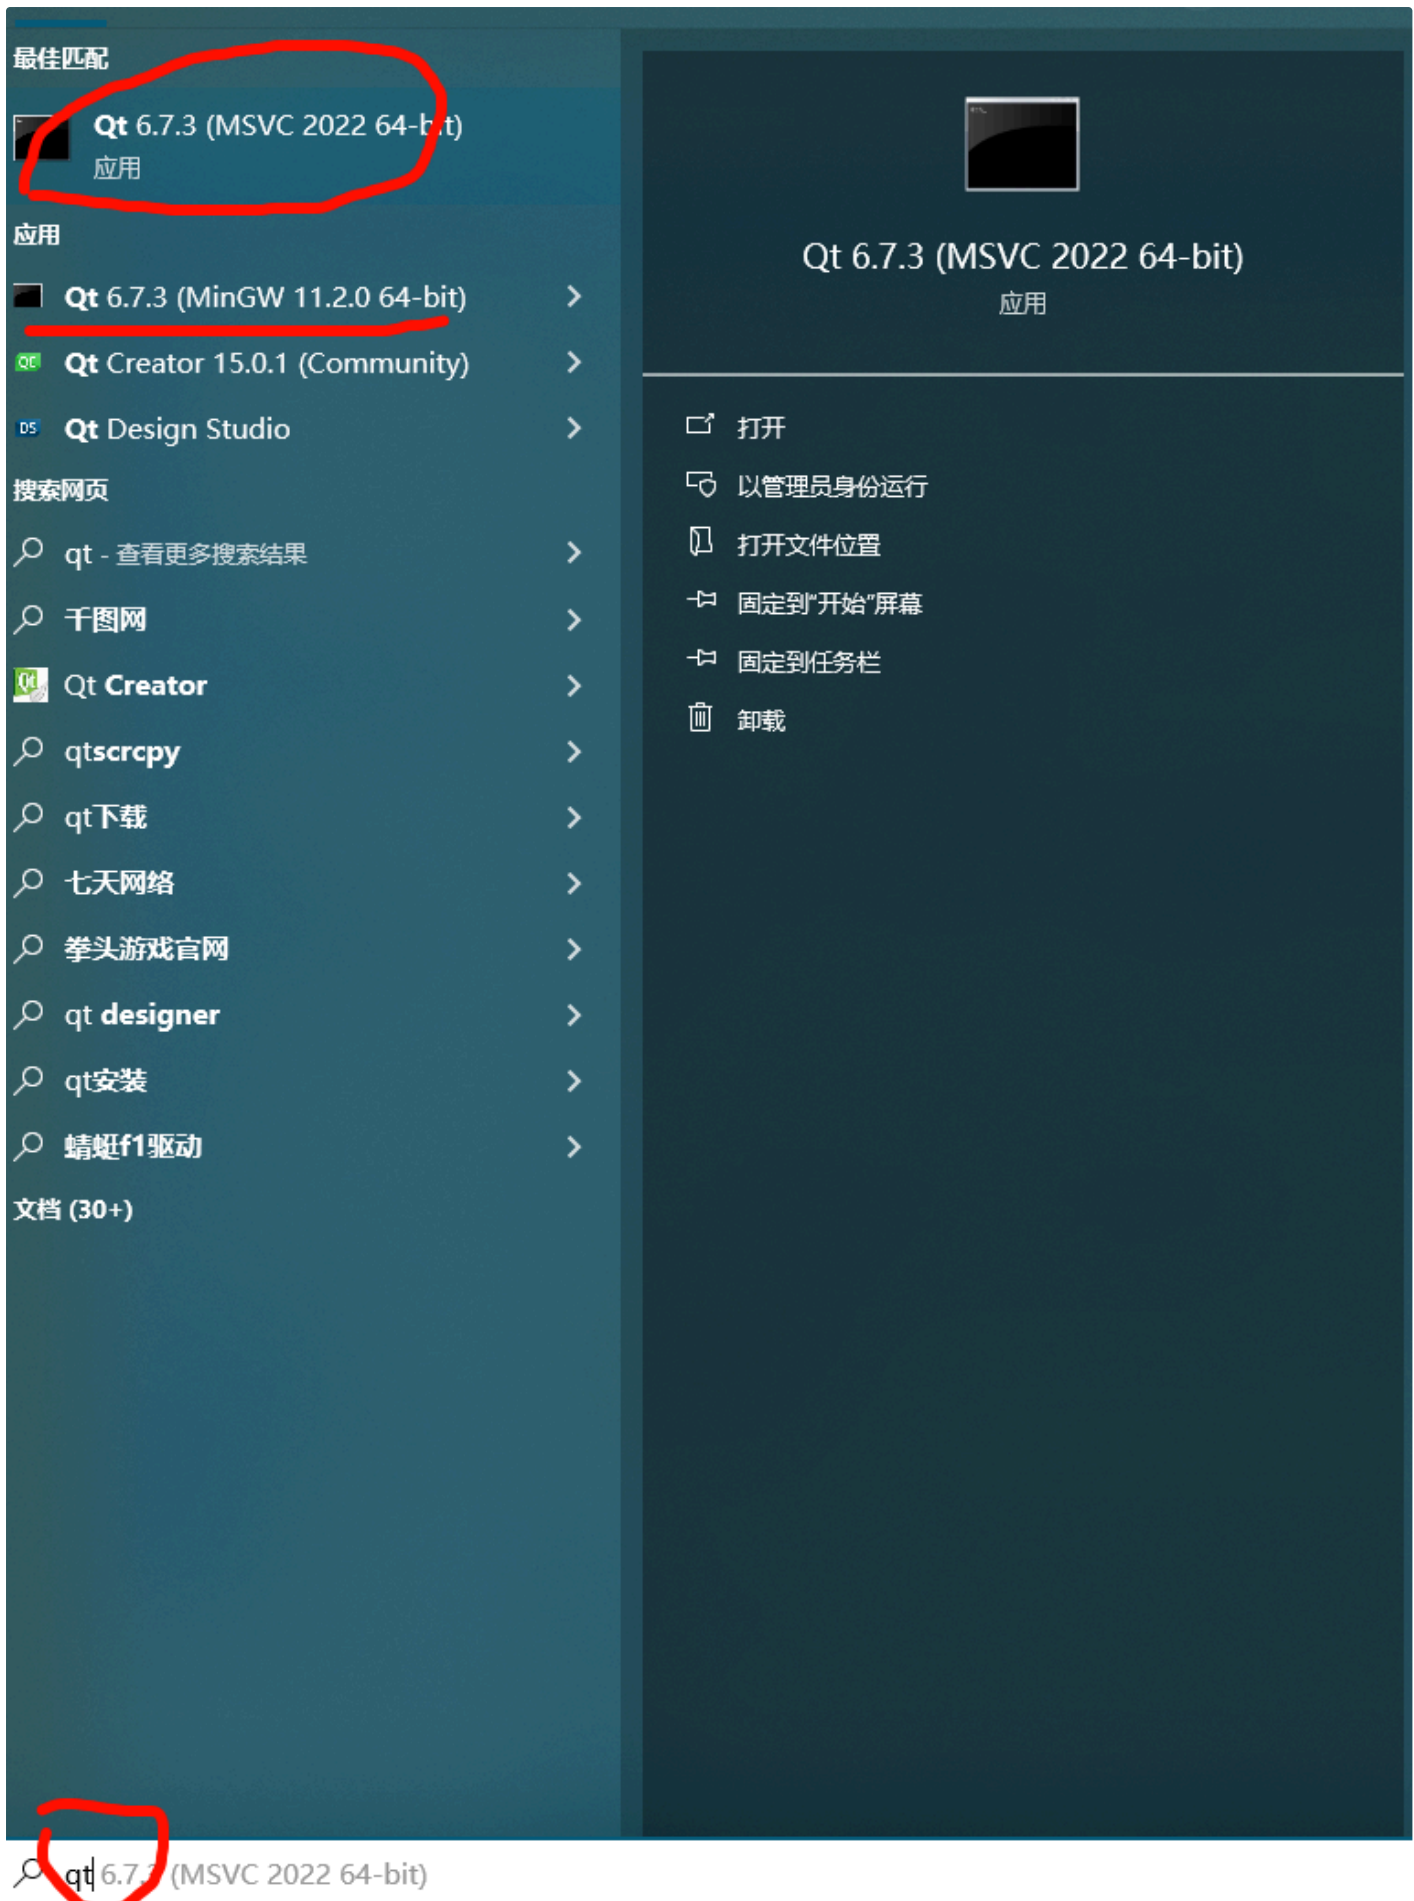 最佳匹配
Qt 6.7.3 (MSVC 2022 64-bit)
应用
应用
Qt 6.7.3 (MinGW 11.2.0 64-bit)
Qt Creator 15.0.1 (Community)
Qt Design Studio
搜索网页
qt - 查看更多搜索结果
千图网
Qt Creator
qtscrcpy
qt下载
七天网络
拳头游戏官网
qt designer
qt安装
蜻蜓f1驱动
文档 (30+)
qt 6.7.3 (MSVC 2022 64-bit)
Qt 6.7.3 (MSVC 2022 64-bit)
应用
打开
以管理员身份运行
打开文件位置
固定到"开始"屏幕
固定到任务栏
卸载